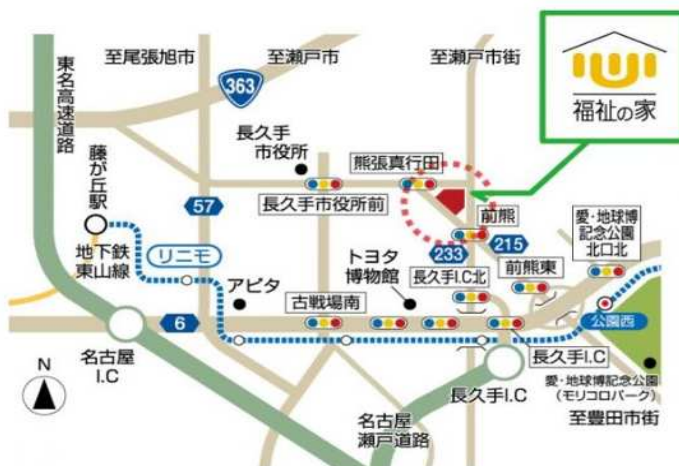 至尾張旭市
至瀬戸市
至瀬戸市街
福祉の家
東名高速道路
363
藤が丘駅
長久手
市役所
熊張真行田
長久手市役所前
前熊
57
地下鉄
東山線
リニモ
233
215
愛・地球博
記念公園
北口北
トヨタ
博物館
長久手I.C北
前熊東
アピタ
古戦場南
6
公園西
名古屋
I.C
長久手I.C
長久手I.C
愛・地球博記念公園
(モリコロパーク)
N
名古屋
瀬戸道路
至豊田市街